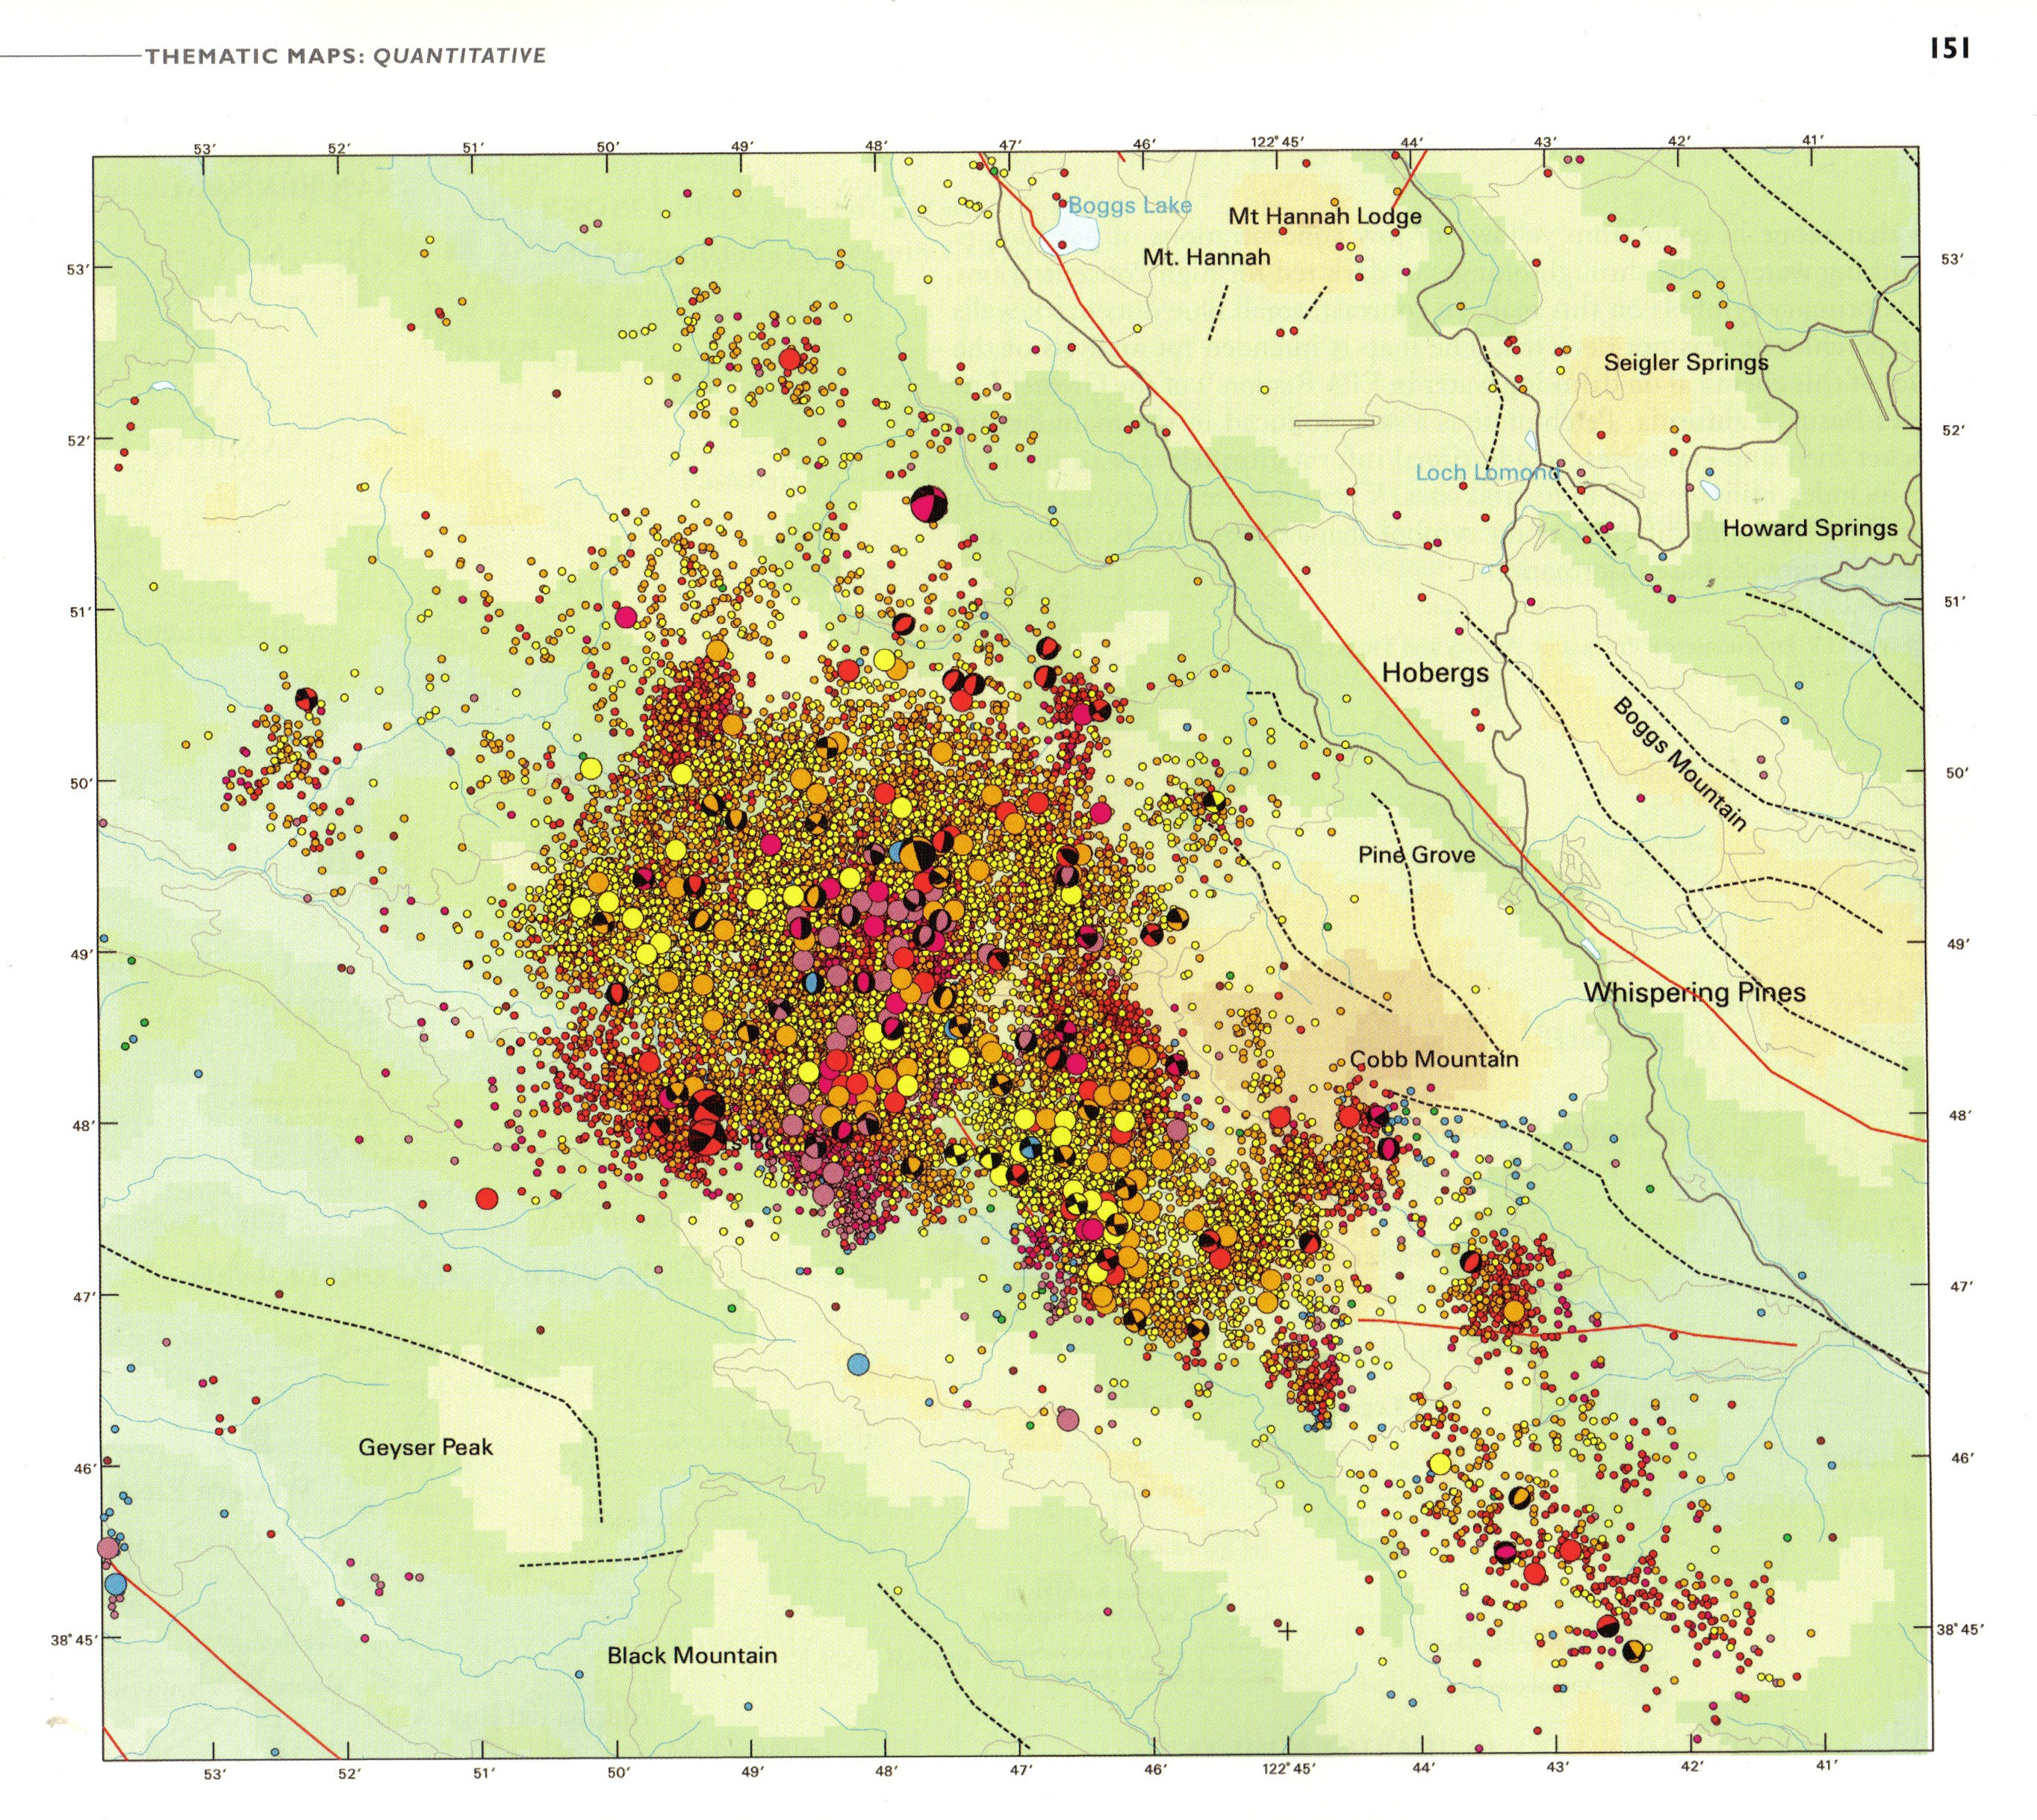 THEMATIC MAPS: QUANTITATIVE
151
53′ 52′ 51′ 50′ 49′ 48′ 47′ 46′ 122°45′ 44′ 43′ 42′ 41′
Boggs Lake
Mt Hannah Lodge
Mt. Hannah
53′ 53′
Seigler Springs
52′ 52′
Loch Lomond
Howard Springs
51′ 51′
Hobergs
Boggs Mountain
50′ 50′
Pine Grove
49′ 49′
Whispering Pines
Cobb Mountain
48′ 48′
47′ 47′
Geyser Peak
46′ 46′
38°45′ 38°45′
Black Mountain
53′ 52′ 51′ 50′ 49′ 48′ 47′ 46′ 122°45′ 44′ 43′ 42′ 41′